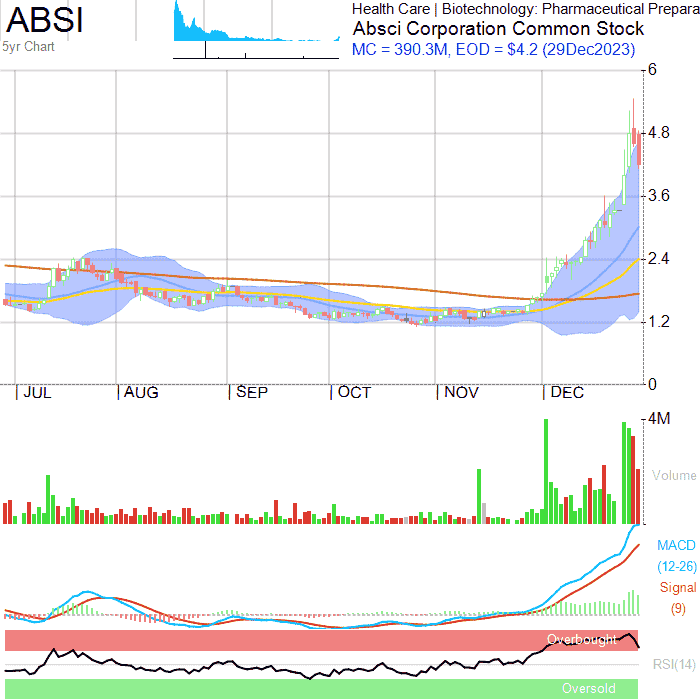 ABSI
5yr Chart
Health Care | Biotechnology: Pharmaceutical Prepara
Absci Corporation Common Stock
MC = 390.3M, EOD = $4.2 (29Dec2023)
6
4.8
3.6
2.4
1.2
0
JUL AUG SEP OCT NOV DEC
4M
Volume
MACD
(12-26)
Signal
(9)
Overbought
RSI(14)
Oversold